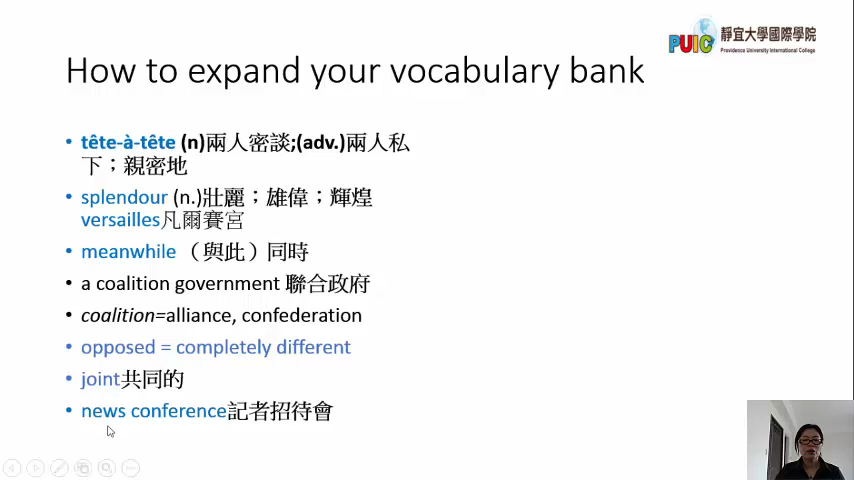 PUIC 靜宜大學國際學院
Providence University International College
How to expand your vocabulary bank
• tête-à-tête (n)兩人密談;(adv.)兩人私
下；親密地
• splendour (n.)壯麗；雄偉；輝煌
versailles凡爾賽宮
• meanwhile （與此）同時
• a coalition government 聯合政府
• coalition=alliance, confederation
• opposed = completely different
• joint共同的
• news conference記者招待會